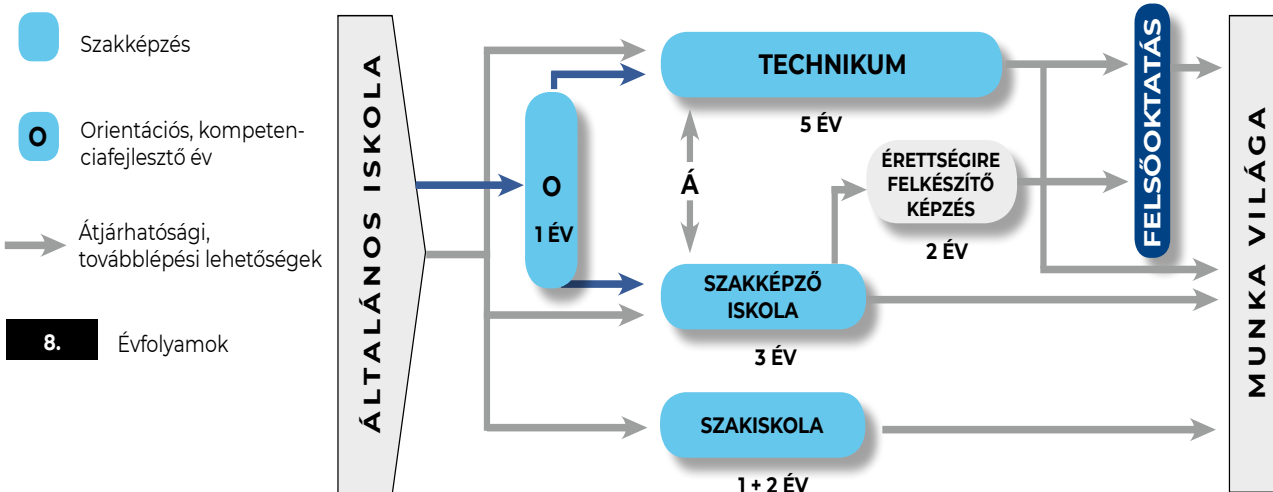 Szakképzés
O
Orientációs, kompeten-
ciafejlesztő év
Átjárhatósági,
továbblépési lehetőségek
8.
Évfolyamok
ÁLTALÁNOS ISKOLA
O
1 ÉV
TECHNIKUM
5 ÉV
Á
ÉRETTSÉGIRE
FELKÉSZÍTŐ
KÉPZÉS
2 ÉV
SZAKKÉPZŐ
ISKOLA
3 ÉV
SZAKISKOLA
1 + 2 ÉV
FELSŐOKTATÁS
MUNKA VILÁGA